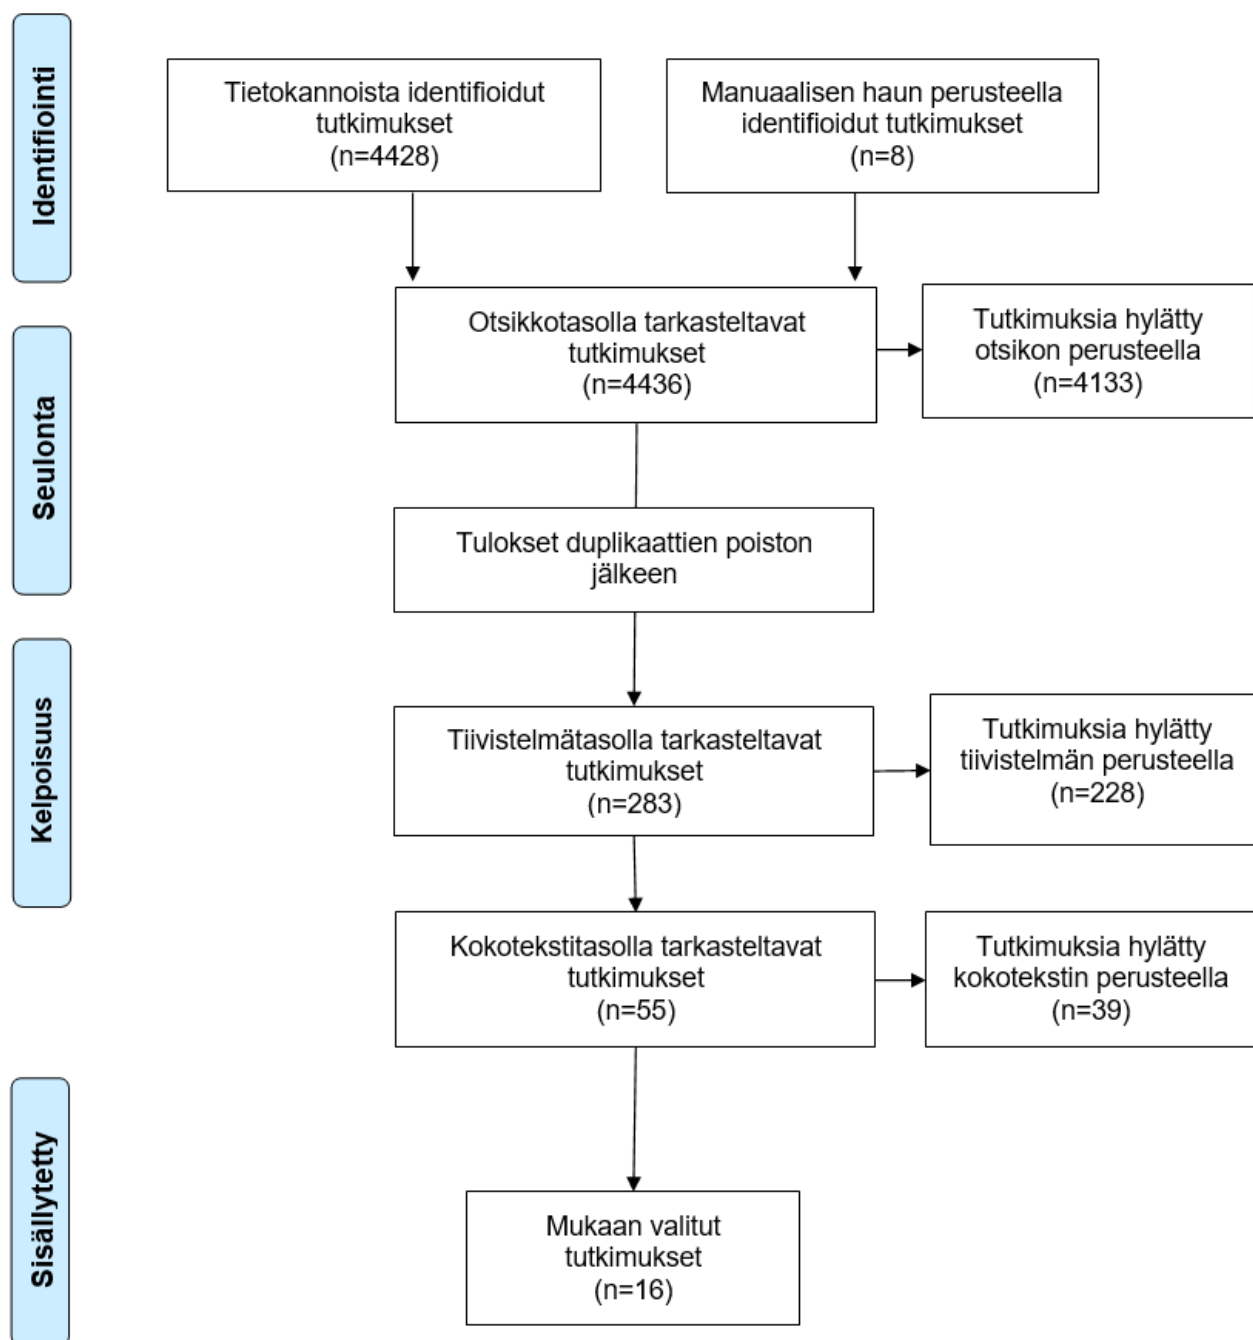 Identifiointi
Tietokannoista identifioidut
tutkimukset
(n=4428)
Manuaalisen haun perusteella
identifioidut tutkimukset
(n=8)
Seulonta
Otsikkotasolla tarkasteltavat
tutkimukset
(n=4436)
Tutkimuksia hylätty
otsikon perusteella
(n=4133)
Tulokset duplikaattien poiston
jälkeen
Kelpoisuus
Tiivistelmätasolla tarkasteltavat
tutkimukset
(n=283)
Tutkimuksia hylätty
tiivistelmän perusteella
(n=228)
Kokotekstitasolla tarkasteltavat
tutkimukset
(n=55)
Tutkimuksia hylätty
kokotekstin perusteella
(n=39)
Sisällytetty
Mukaan valitut
tutkimukset
(n=16)